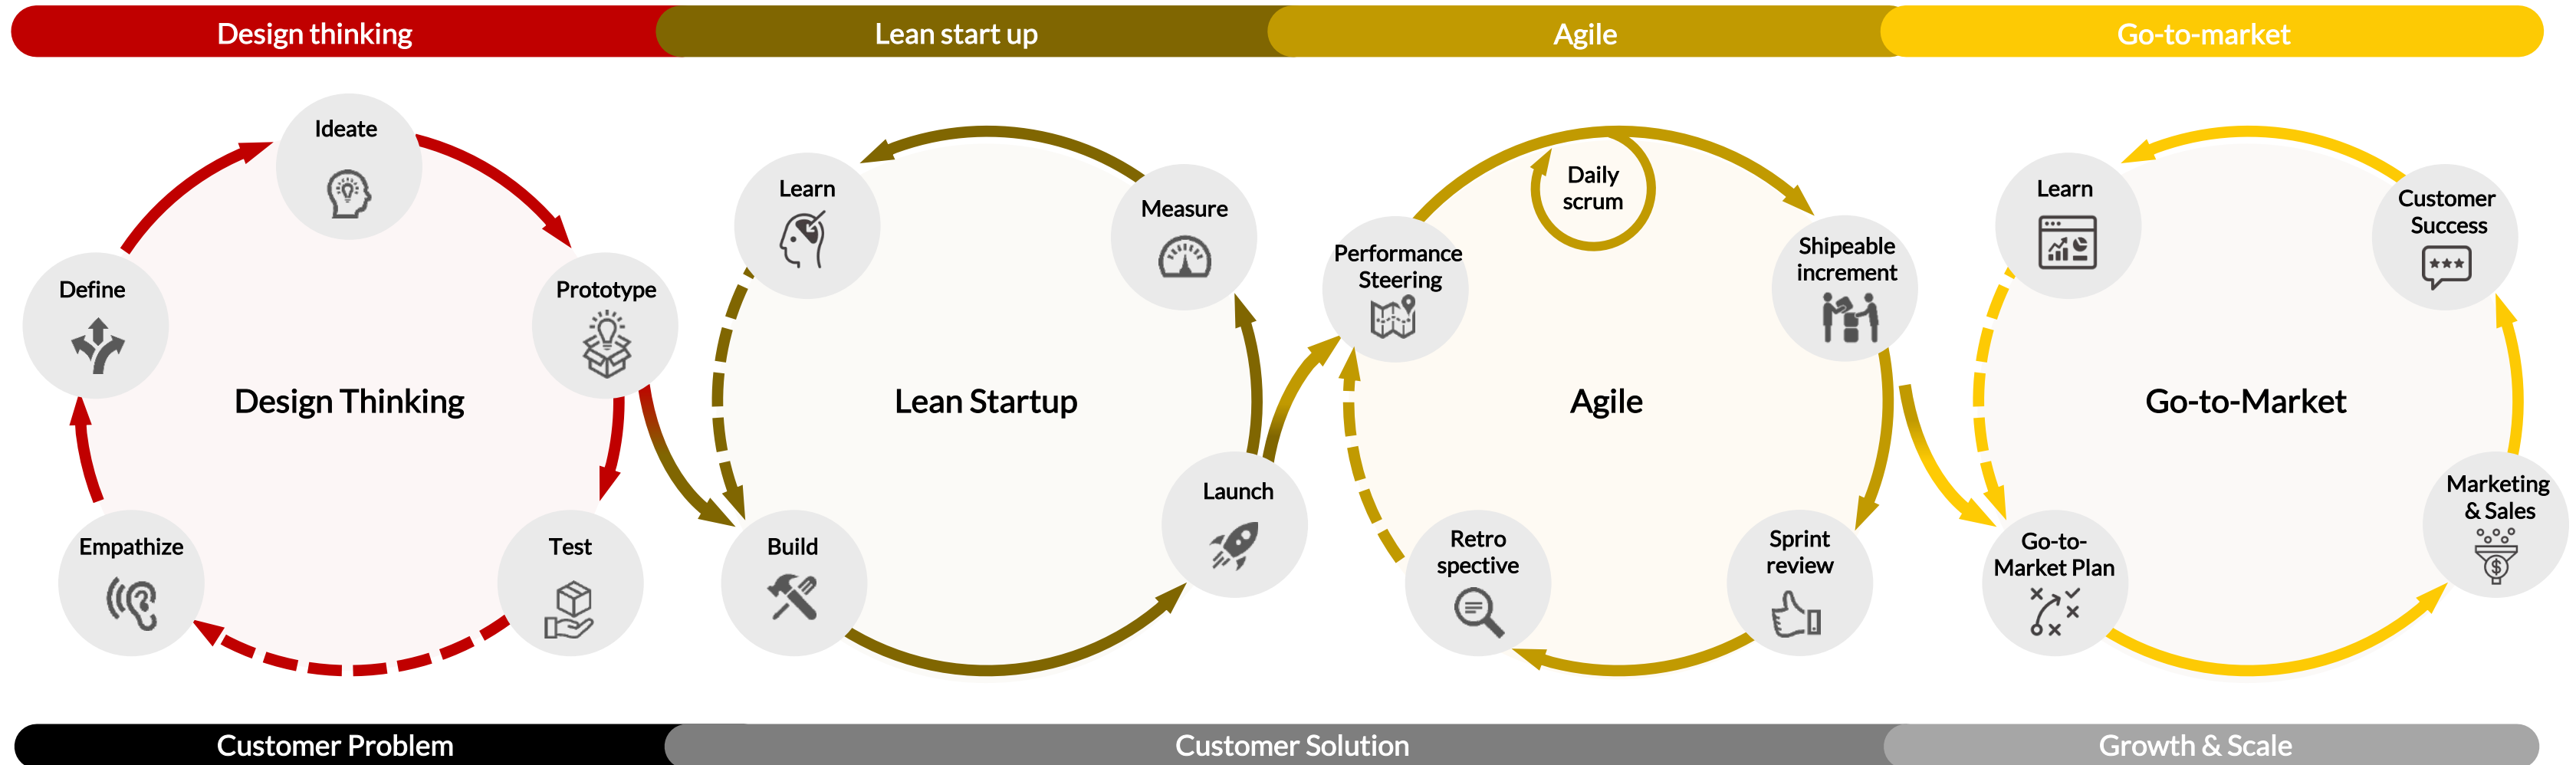 Design thinking
Lean start up
Agile
Go-to-market
Ideate
Define
Prototype
Design Thinking
Empathize
Test
Learn
Measure
Lean Startup
Launch
Build
Daily
scrum
Performance
Steering
Shipeable
increment
Agile
Retro
spective
Sprint
review
Learn
Customer
Success
Go-to-Market
Marketing
& Sales
Go-to-
Market Plan
Customer Problem
Customer Solution
Growth & Scale